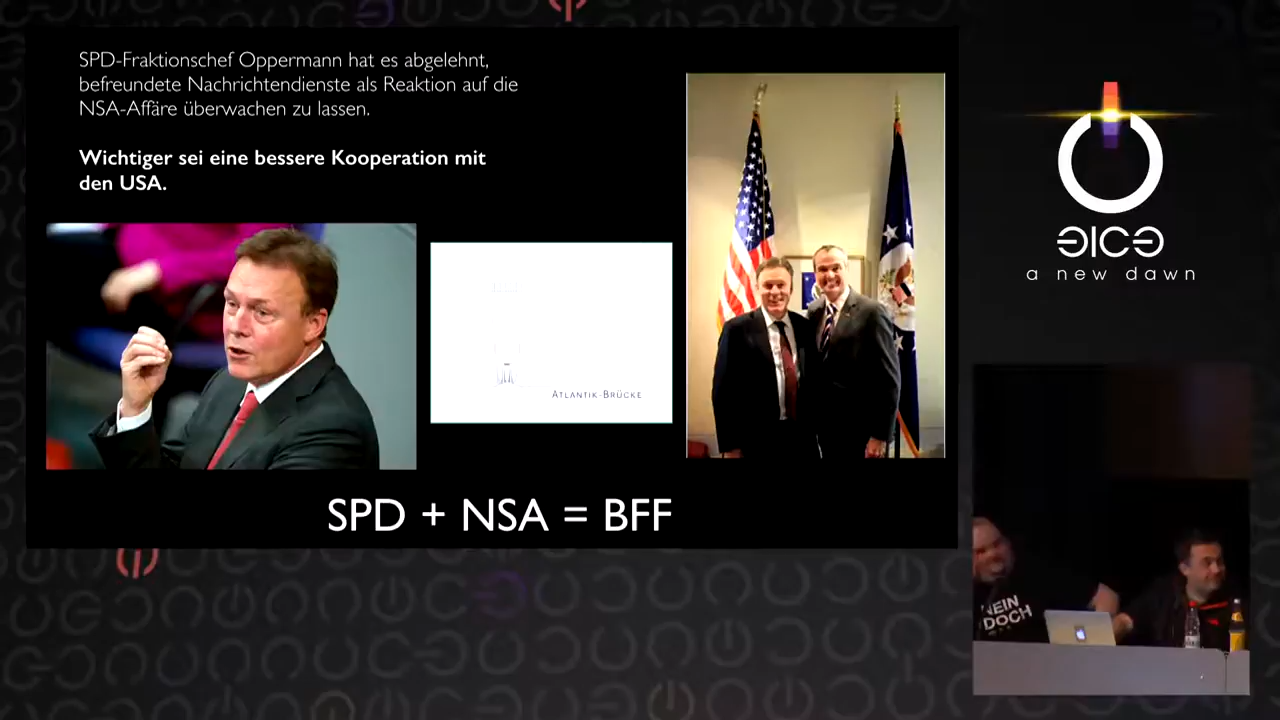 SPD-Fraktionschef Oppermann hat es abgelehnt,
befreundete Nachrichtendienste als Reaktion auf die
NSA-Affäre überwachen zu lassen.
Wichtiger sei eine bessere Kooperation mit
den USA.
ATLANTIK-BRÜCKE
SPD + NSA = BFF
a new dawn
NEIN
DOCH